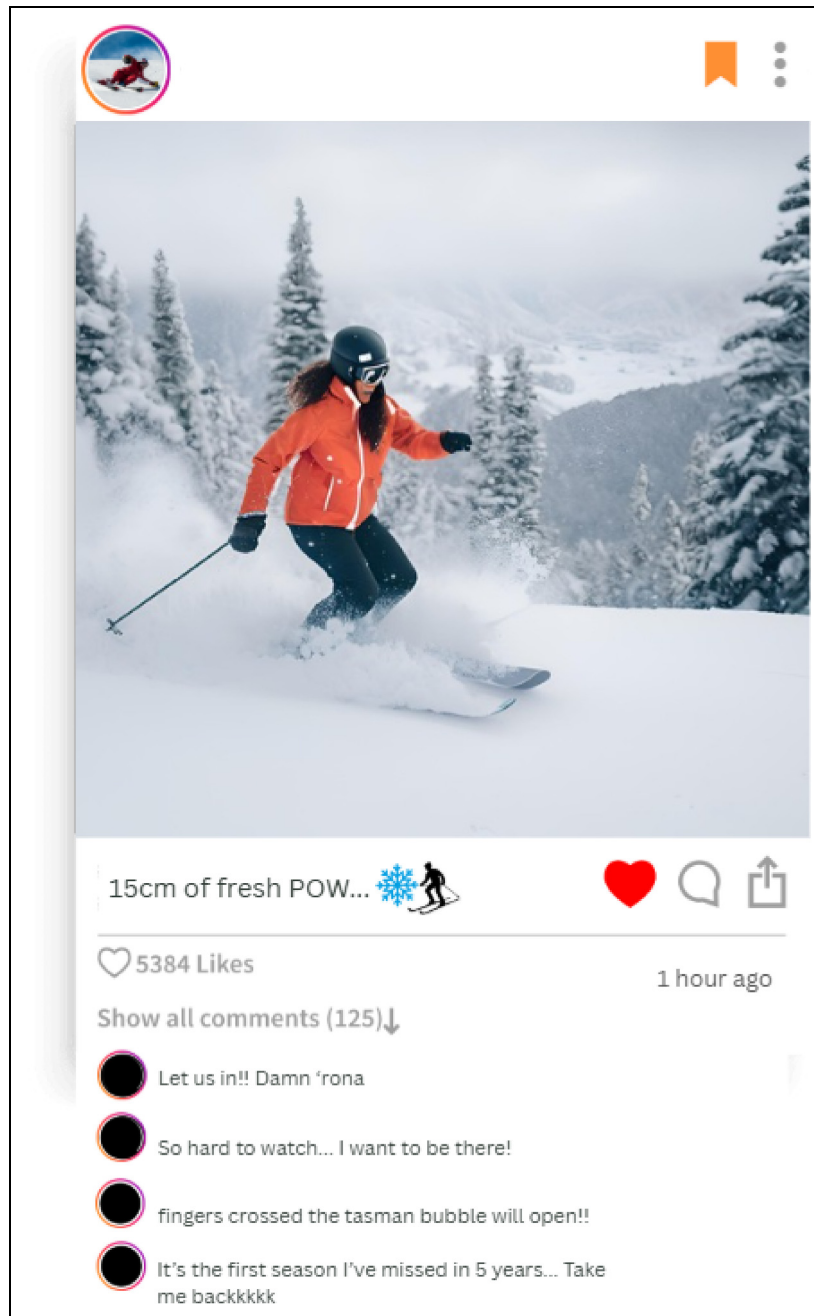 15cm of fresh POW...
5384 Likes
1 hour ago
Show all comments (125)
Let us in!! Damn ‘rona
So hard to watch... I want to be there!
fingers crossed the tasman bubble will open!!
It’s the first season I’ve missed in 5 years... Take
me backkkkk